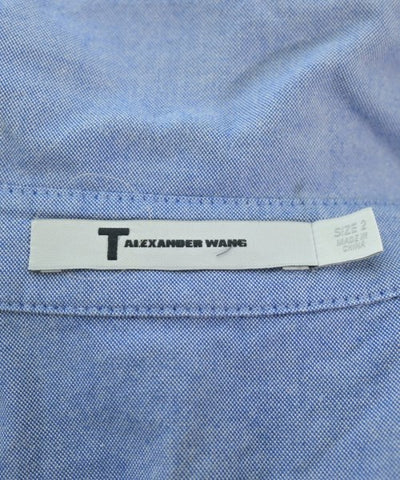 T ALEXANDER WANG
SIZE 2
MADE IN
CHINA